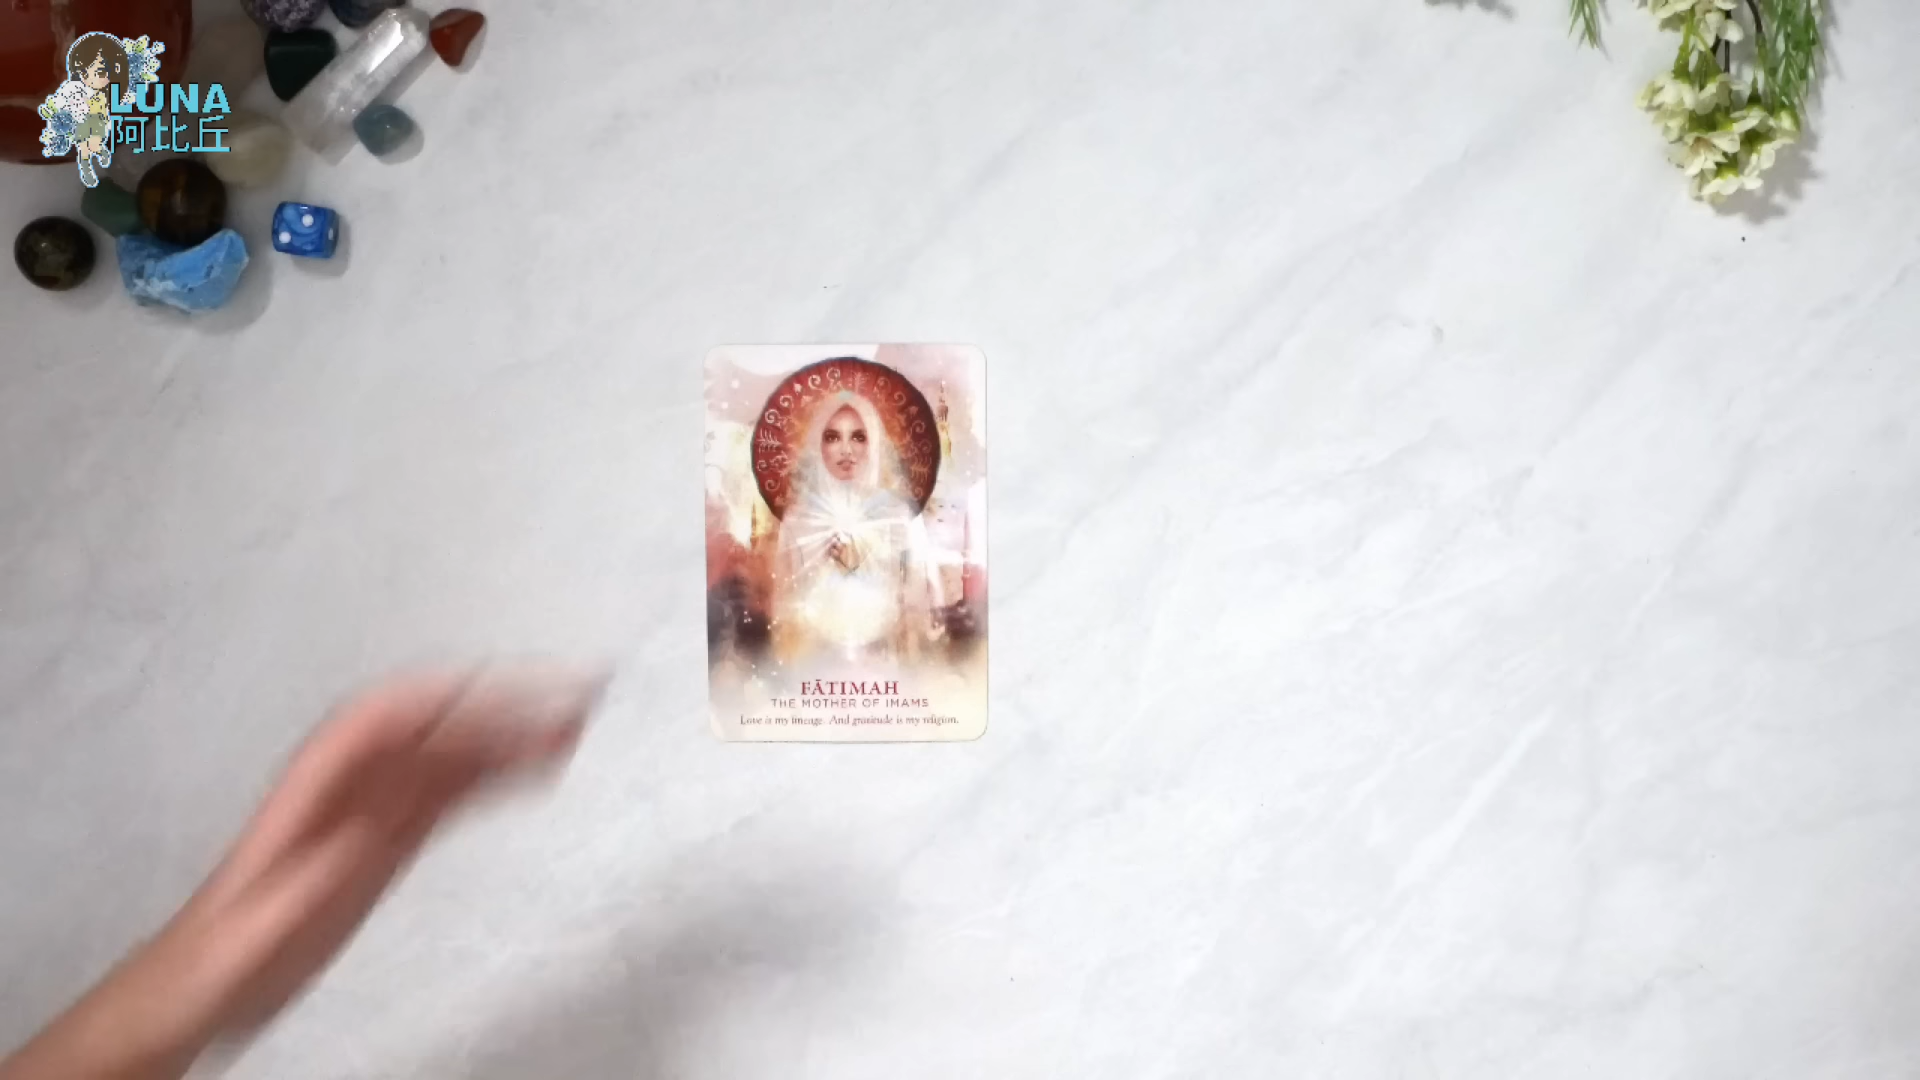 LUNA
阿比丘
FĀTIMAH
THE MOTHER OF IMAMS
Love is my lineage. And gratitude is my religion.